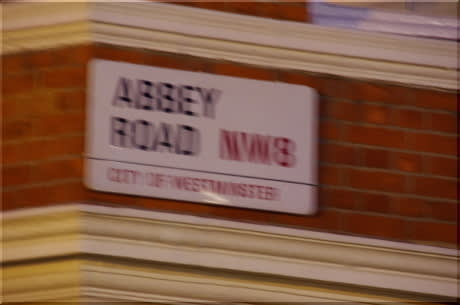 ABBEY
ROAD NW8
CITY OF WESTMINSTER